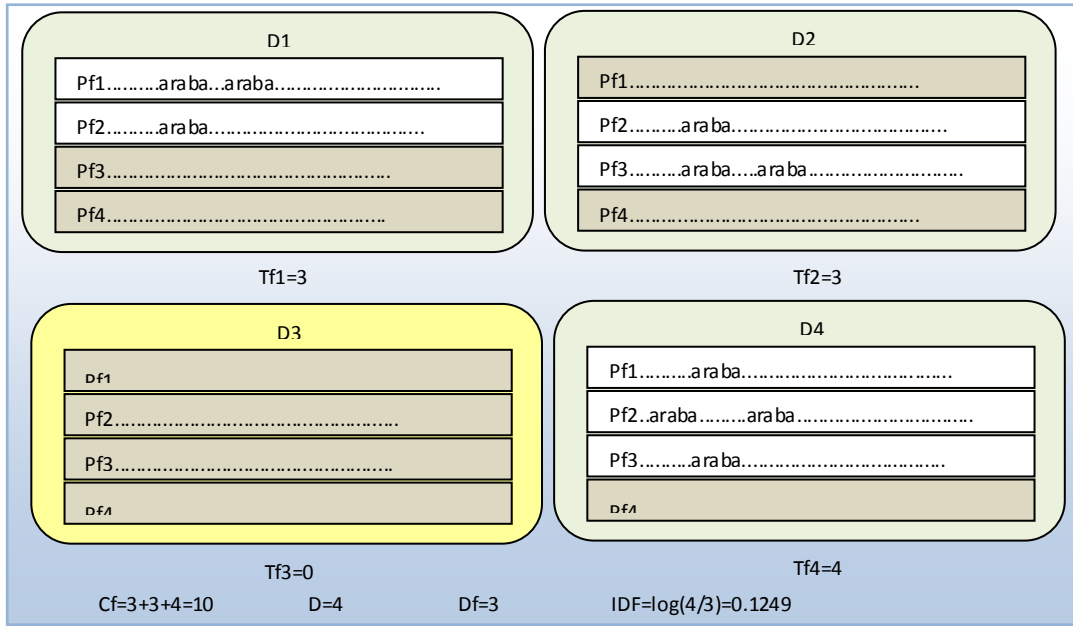 D1
Pf1..........araba...araba...............................
Pf2..........araba........................................
Pf3.....................................................
Pf4....................................................
Tf1=3
D2
Pf1......................................................
Pf2..........araba.......................................
Pf3..........araba.....araba.............................
Pf4......................................................
Tf2=3
D3
Pf1
Pf2.....................................................
Pf3....................................................
Pf4
Tf3=0
D4
Pf1..........araba.......................................
Pf2..araba.........araba.................................
Pf3..........araba......................................
Pf4
Tf4=4
Cf=3+3+4=10 D=4 Df=3 IDF=log(4/3)=0.1249